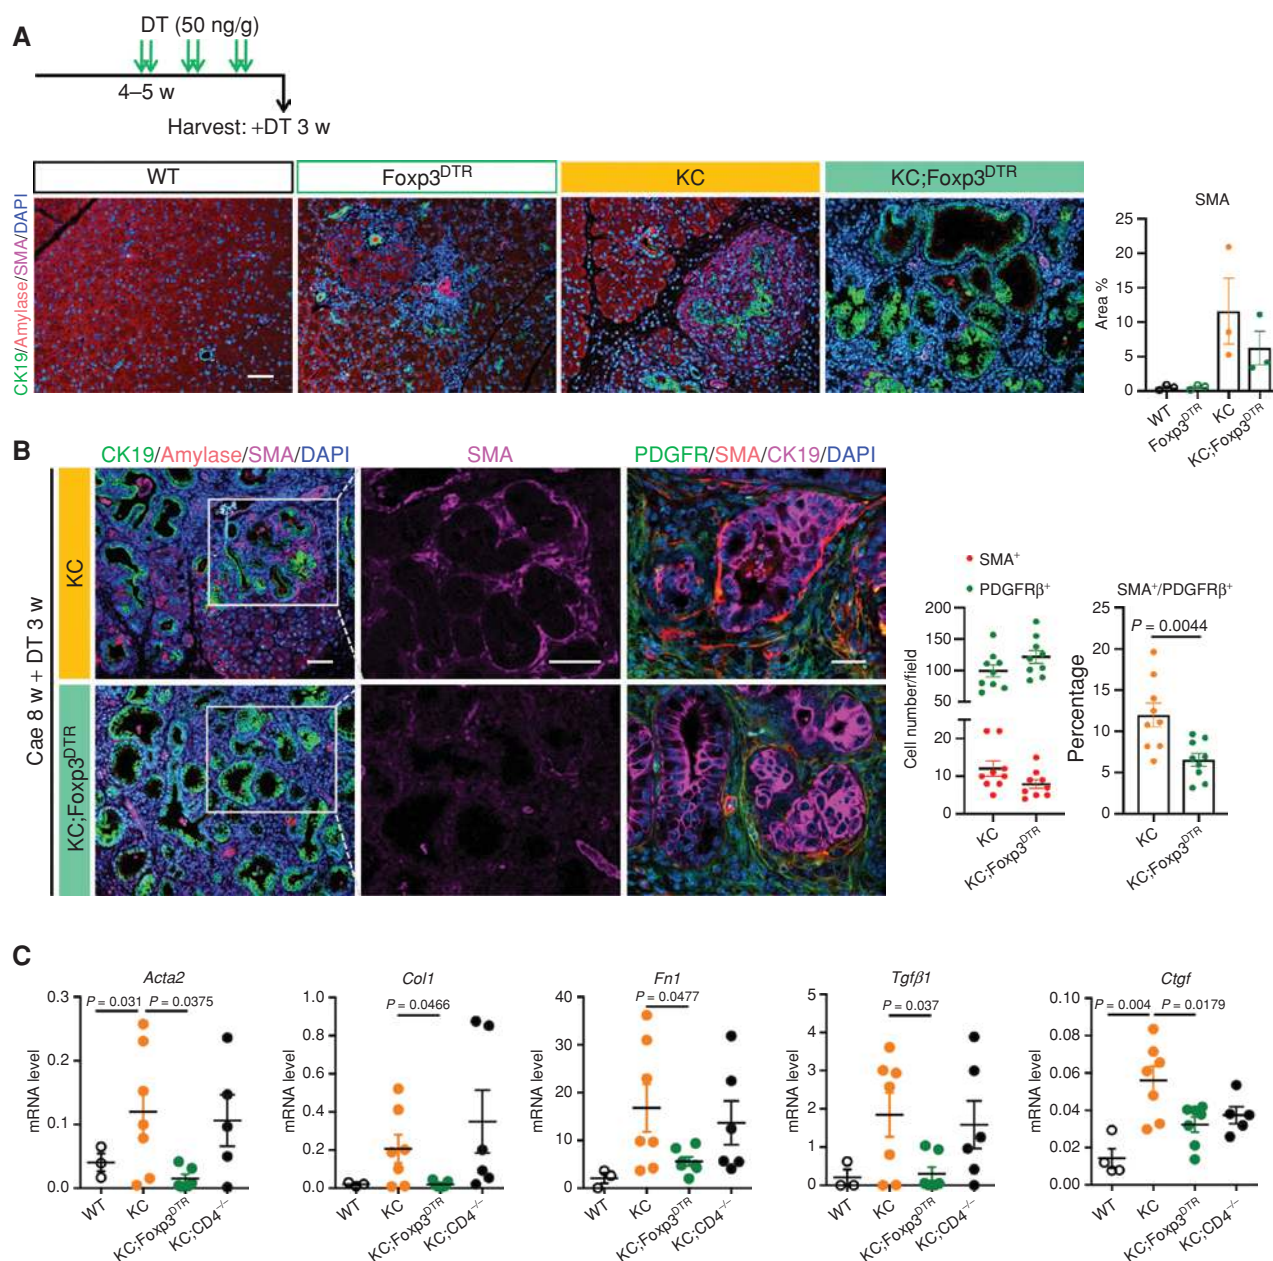 A
DT (50 ng/g)
4–5 w
Harvest: +DT 3 w
WT
Foxp3DTR
KC
KC;Foxp3DTR
CK19/Amylase/SMA/DAPI
SMA
Area %
25
20
15
10
5
0
WT
Foxp3DTR
KC
KC;Foxp3DTR
B
CK19/Amylase/SMA/DAPI
SMA
PDGFR/SMA/CK19/DAPI
Cae 8 w + DT 3 w
KC
KC;Foxp3DTR
SMA+
PDGFRβ+
Cell number/field
200
150
100
50
20
10
0
KC
KC;Foxp3DTR
SMA+/PDGFRβ+
P = 0.0044
Percentage
25
20
15
10
5
0
KC
KC;Foxp3DTR
C
Acta2
P = 0.031
P = 0.0375
mRNA level
0.3
0.2
0.1
0.0
WT
KC
KC;Foxp3DTR
KC;CD4−/−
Col1
P = 0.0466
mRNA level
1.0
0.8
0.6
0.4
0.2
0.0
WT
KC
KC;Foxp3DTR
KC;CD4−/−
Fn1
P = 0.0477
mRNA level
40
30
20
10
0
WT
KC
KC;Foxp3DTR
KC;CD4−/−
Tgfβ1
P = 0.037
mRNA level
5
4
3
2
1
0
WT
KC
KC;Foxp3DTR
KC;CD4−/−
Ctgf
P = 0.004
P = 0.0179
mRNA level
0.10
0.08
0.06
0.04
0.02
0.00
WT
KC
KC;Foxp3DTR
KC;CD4−/−